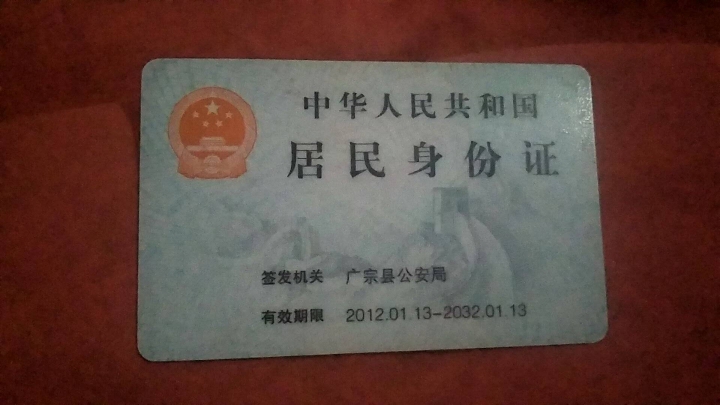 中华人民共和国
居民身份证
签发机关 广宗县公安局
有效期限 2012.01.13-2032.01.13